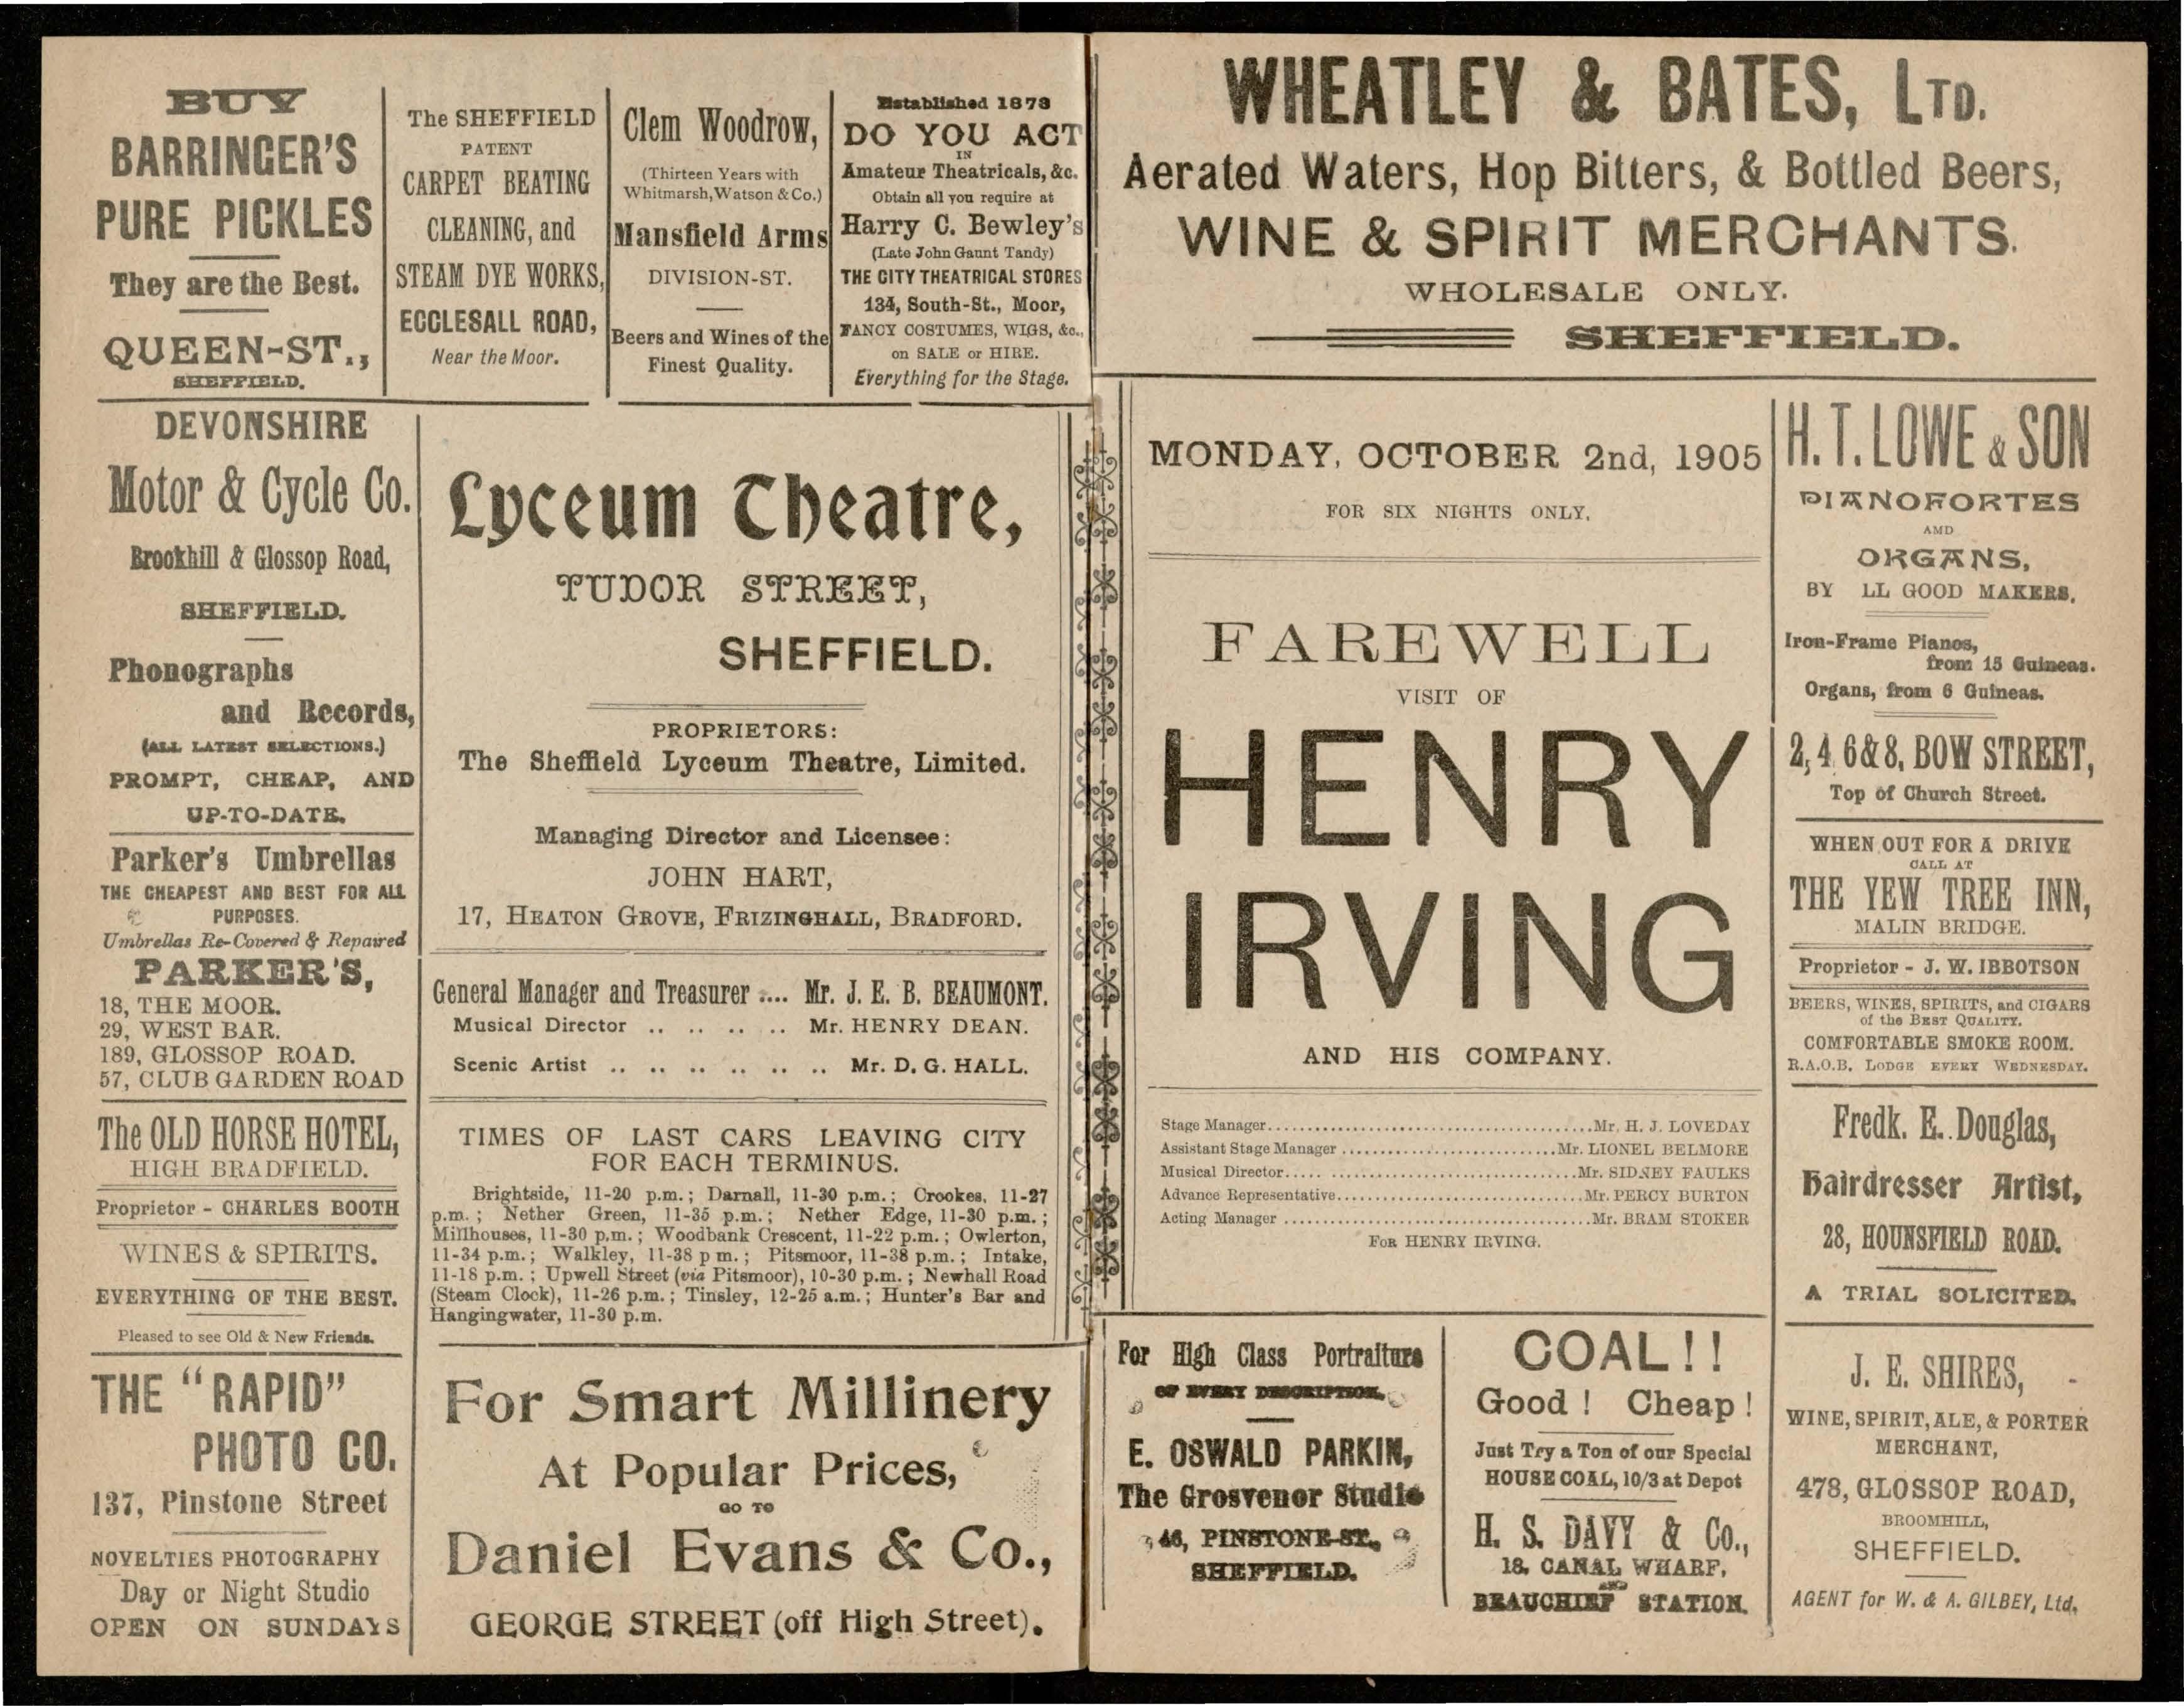 BUY
BARRINGER'S
PURE PICKLES
They are the Best.
QUEEN-ST.,
SHEFFIELD.
The SHEFFIELD
PATENT
CARPET BEATING
CLEANING, and
STEAM DYE WORKS,
ECCLESALL ROAD,
Near the Moor.
Clem Woodrow,
(Thirteen Years with
Whitmarsh, Watson & Co.)
Mansfield Arms
DIVISION-ST.
Beers and Wines of the
Finest Quality.
Established 1873
DO YOU ACT
IN
Amateur Theatricals, &c.
Obtain all you require at
Harry C. Bewley's
(Late John Gaunt Tandy)
THE CITY THEATRICAL STORES
134, South-St., Moor,
FANCY COSTUMES, WIGS, &c.,
on SALE or HIRE.
Everything for the Stage.
DEVONSHIRE
Motor & Cycle Co.
Brookhill & Glossop Road,
SHEFFIELD.
Phonographs
and Records,
(ALL LATEST SELECTIONS.)
PROMPT, CHEAP, AND
UP-TO-DATE.
Parker's Umbrellas
THE CHEAPEST AND BEST FOR ALL
PURPOSES.
Umbrellas Re-Covered & Repaired
PARKER'S,
18, THE MOOR.
29, WEST BAR.
189, GLOSSOP ROAD.
57, CLUB GARDEN ROAD
The OLD HORSE HOTEL,
HIGH BRADFIELD.
Proprietor - CHARLES BOOTH
WINES & SPIRITS.
EVERYTHING OF THE BEST.
Pleased to see Old & New Friends.
THE "RAPID"
PHOTO CO.
137, Pinstone Street
NOVELTIES PHOTOGRAPHY
Day or Night Studio
OPEN ON SUNDAYS
Lyceum Theatre,
TUDOR STREET,
SHEFFIELD.
PROPRIETORS:
The Sheffield Lyceum Theatre, Limited.
Managing Director and Licensee:
JOHN HART,
17, HEATON GROVE, FRIZINGHALL, BRADFORD.
General Manager and Treasurer .... Mr. J. E. B. BEAUMONT.
Musical Director .. .. .. .. Mr. HENRY DEAN.
Scenic Artist .. .. .. .. .. .. Mr. D. G. HALL.
TIMES OF LAST CARS LEAVING CITY
FOR EACH TERMINUS.
Brightside, 11-20 p.m.; Darnall, 11-30 p.m.; Crookes, 11-27
p.m.; Nether Green, 11-35 p.m.; Nether Edge, 11-30 p.m.;
Millhouses, 11-30 p.m.; Woodbank Crescent, 11-22 p.m.; Owlerton,
11-34 p.m.; Walkley, 11-38 p m.; Pitsmoor, 11-38 p.m.; Intake,
11-18 p.m.; Upwell Street (via Pitsmoor), 10-30 p.m.; Newhall Road
(Steam Clock), 11-26 p.m.; Tinsley, 12-25 a.m.; Hunter's Bar and
Hangingwater, 11-30 p.m.
For Smart Millinery
At Popular Prices,
GO TO
Daniel Evans & Co.,
GEORGE STREET (off High Street).
WHEATLEY & BATES, LTD.
Aerated Waters, Hop Bitters, & Bottled Beers,
WINE & SPIRIT MERCHANTS.
WHOLESALE ONLY.
SHEFFIELD.
MONDAY, OCTOBER 2nd, 1905
FOR SIX NIGHTS ONLY,
FAREWELL
VISIT OF
HENRY
IRVING
AND HIS COMPANY.
Stage Manager.......................................Mr. H. J. LOVEDAY
Assistant Stage Manager ..........................Mr. LIONEL BELMORE
Musical Director..... ................................Mr. SIDNEY FAULKS
Advance Representative..............................Mr. PERCY BURTON
Acting Manager .....................................Mr. BRAM STOKER
FOR HENRY IRVING.
H. T. LOWE & SON
PIANOFORTES
AND
ORGANS,
BY LL GOOD MAKERS,
Iron-Frame Pianos,
from 15 Guineas.
Organs, from 6 Guineas.
2, 4 6 & 8, BOW STREET,
Top of Church Street.
WHEN OUT FOR A DRIVE
CALL AT
THE YEW TREE INN,
MALIN BRIDGE.
Proprietor - J. W. IBBOTSON
BEERS, WINES, SPIRITS, and CIGARS
of the BEST QUALITY.
COMFORTABLE SMOKE ROOM.
R.A.O.B. LODGE EVERY WEDNESDAY.
Fredk. E. Douglas,
Hairdresser Artist,
28, HOUNSFIELD ROAD.
A TRIAL SOLICITED.
For High Class Portraiture
OF EVERY DESCRIPTION.
E. OSWALD PARKIN,
The Grosvenor Studio
46, PINSTONE-ST.,
SHEFFIELD.
COAL!!
Good! Cheap!
Just Try a Ton of our Special
HOUSE COAL, 10/3 at Depot
H. S. DAVY & Co.,
18, CANAL WHARF,
AND
BEAUCHIEF STATION.
J. E. SHIRES,
WINE, SPIRIT, ALE, & PORTER
MERCHANT,
478, GLOSSOP ROAD,
BROOMHILL,
SHEFFIELD.
AGENT for W. & A. GILBEY, Ltd.